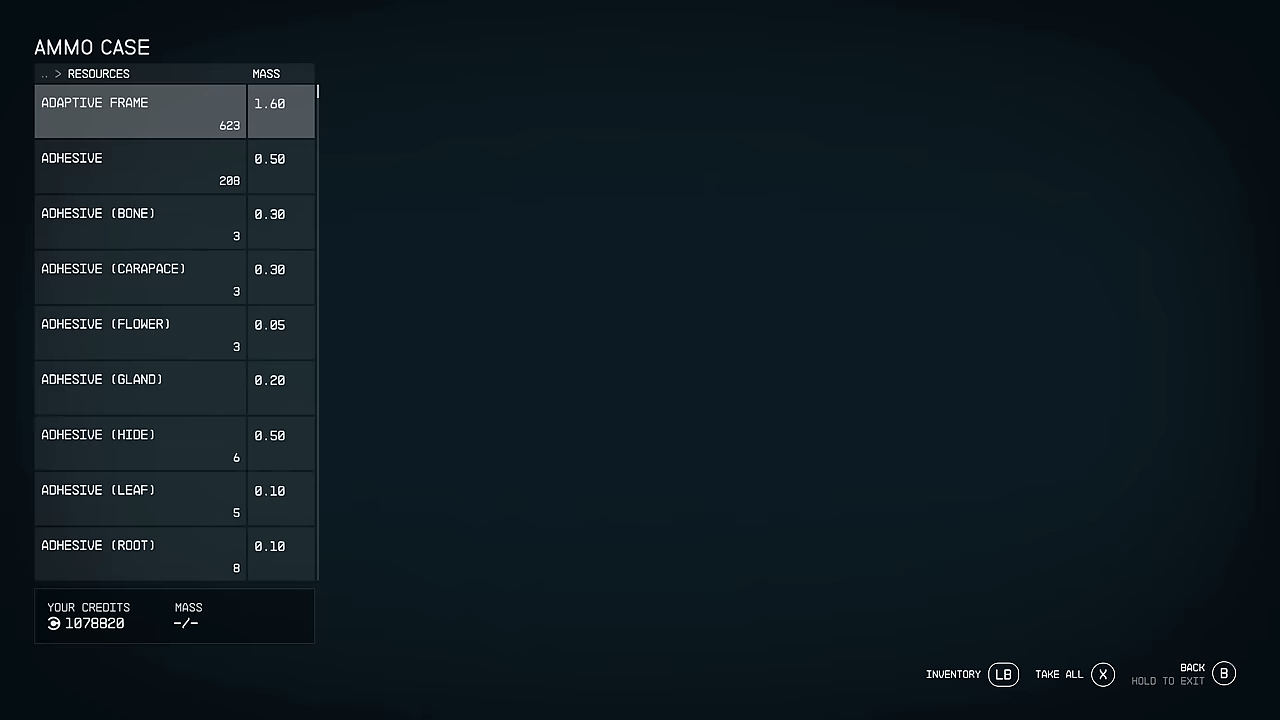 AMMO CASE
.. > RESOURCES MASS
ADAPTIVE FRAME 1.60
623
ADHESIVE 0.50
208
ADHESIVE (BONE) 0.30
3
ADHESIVE (CARAPACE) 0.30
3
ADHESIVE (FLOWER) 0.05
3
ADHESIVE (GLAND) 0.20
ADHESIVE (HIDE) 0.50
6
ADHESIVE (LEAF) 0.10
5
ADHESIVE (ROOT) 0.10
8
YOUR CREDITS MASS
1078820 -/-
INVENTORY LB TAKE ALL X BACK B
HOLD TO EXIT